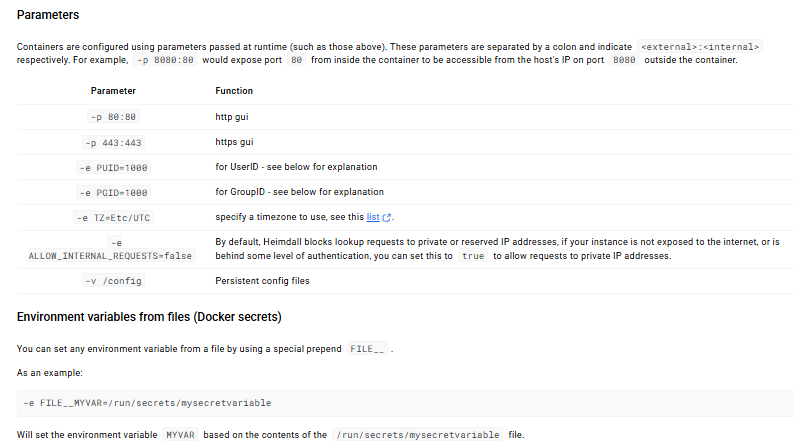 Parameters
Containers are configured using parameters passed at runtime (such as those above). These parameters are separated by a colon and indicate <external>:<internal>
respectively. For example, -p 8080:80 would expose port 80 from inside the container to be accessible from the host's IP on port 8080 outside the container.
Parameter Function
-p 80:80 http gui
-p 443:443 https gui
-e PUID=1000 for UserID - see below for explanation
-e PGID=1000 for GroupID - see below for explanation
-e TZ=Etc/UTC specify a timezone to use, see this list.
-e
ALLOW_INTERNAL_REQUESTS=false
By default, Heimdall blocks lookup requests to private or reserved IP addresses, if your instance is not exposed to the internet, or is
behind some level of authentication, you can set this to true to allow requests to private IP addresses.
-v /config Persistent config files
Environment variables from files (Docker secrets)
You can set any environment variable from a file by using a special prepend FILE__ .
As an example:
-e FILE__MYVAR=/run/secrets/mysecretvariable
Will set the environment variable MYVAR based on the contents of the /run/secrets/mysecretvariable file.